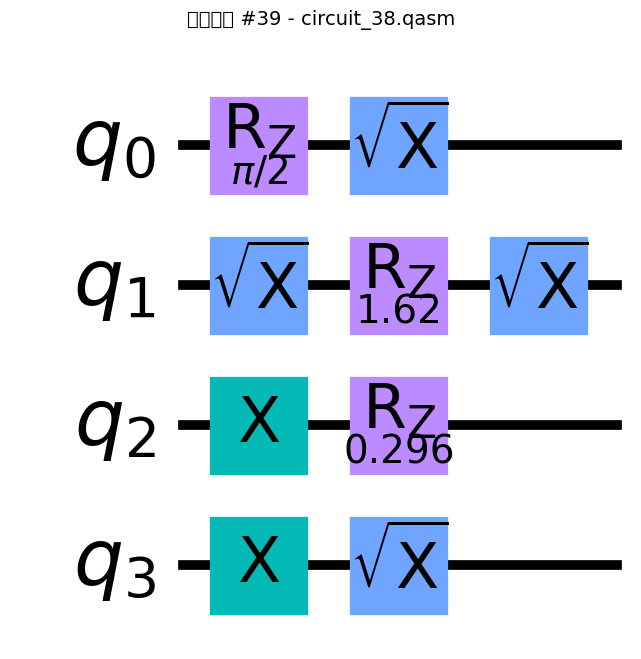 #39 - circuit_38.qasm
q0 RZ π/2 √X
q1 √X RZ 1.62 √X
q2 X RZ 0.296
q3 X √X